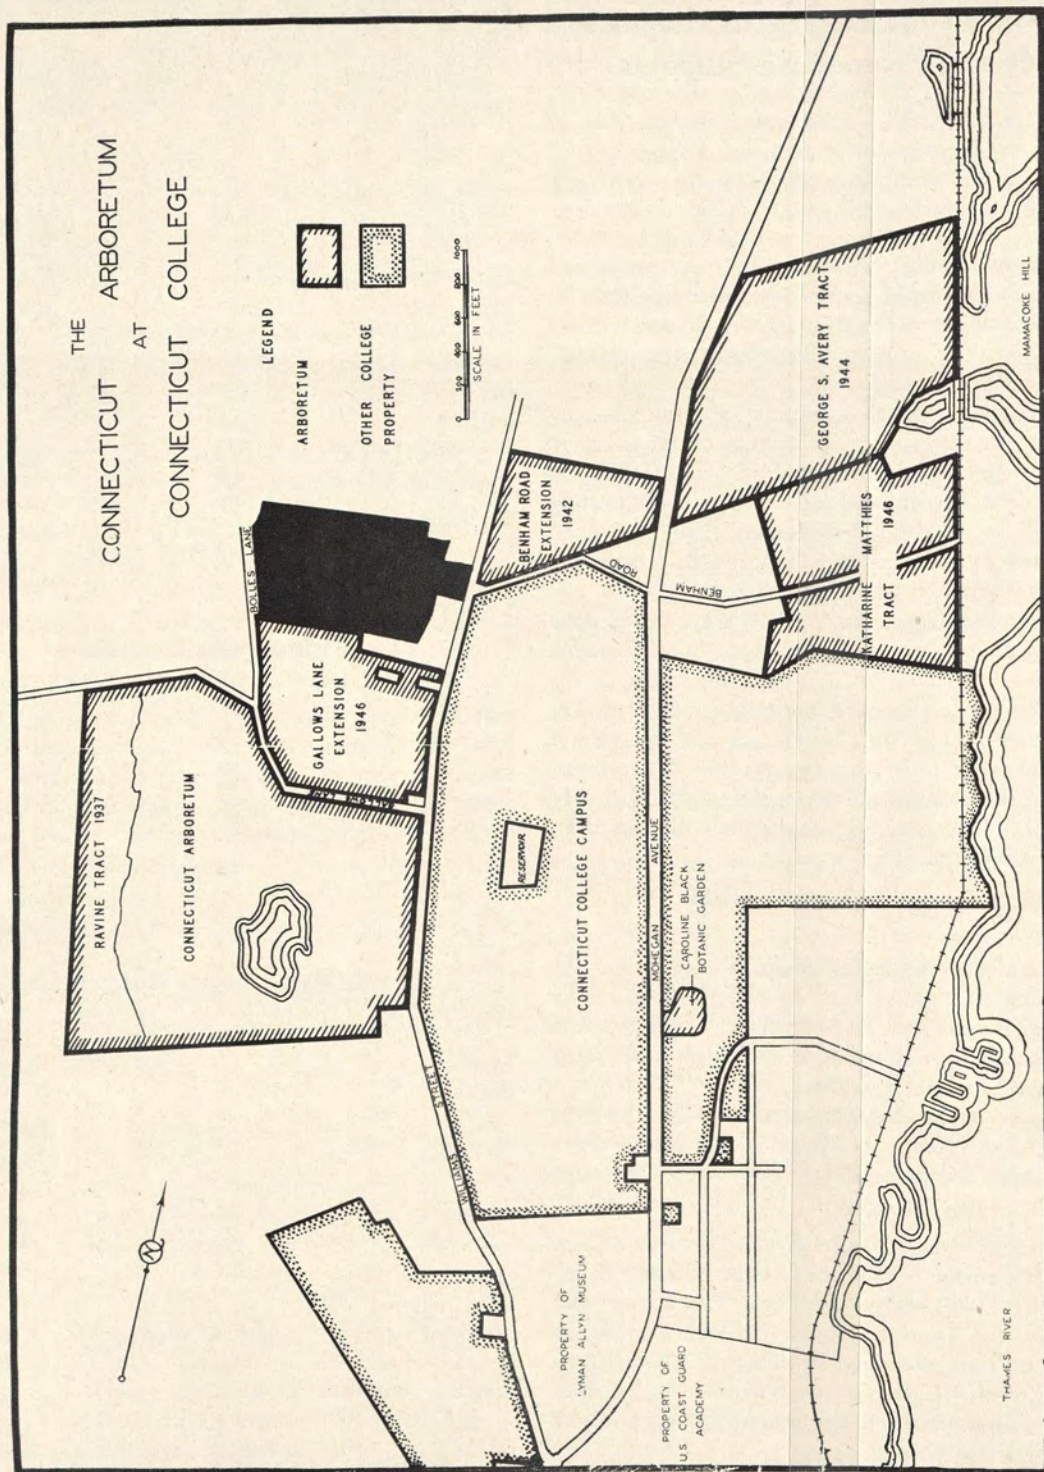 THE
CONNECTICUT ARBORETUM
AT
CONNECTICUT COLLEGE
LEGEND
ARBORETUM
OTHER COLLEGE
PROPERTY
0 200 400 600 800 1000
SCALE IN FEET
BOLLES LANE
GALLOWS LANE
EXTENSION
1946
GALLOWS LANE
RAVINE TRACT 1937
CONNECTICUT ARBORETUM
BENHAM ROAD
EXTENSION
1942
BENHAM
ROAD
GEORGE S. AVERY TRACT
1944
KATHARINE MATTHIES
TRACT 1946
MAMACOKE HILL
RESERVOIR
CONNECTICUT COLLEGE CAMPUS
MOHEGAN AVENUE
CAROLINE BLACK
BOTANIC GARDEN
WILLIAMS STREET
N
PROPERTY OF
LYMAN ALLYN MUSEUM
PROPERTY OF
U.S COAST GUARD
ACADEMY
THAMES RIVER